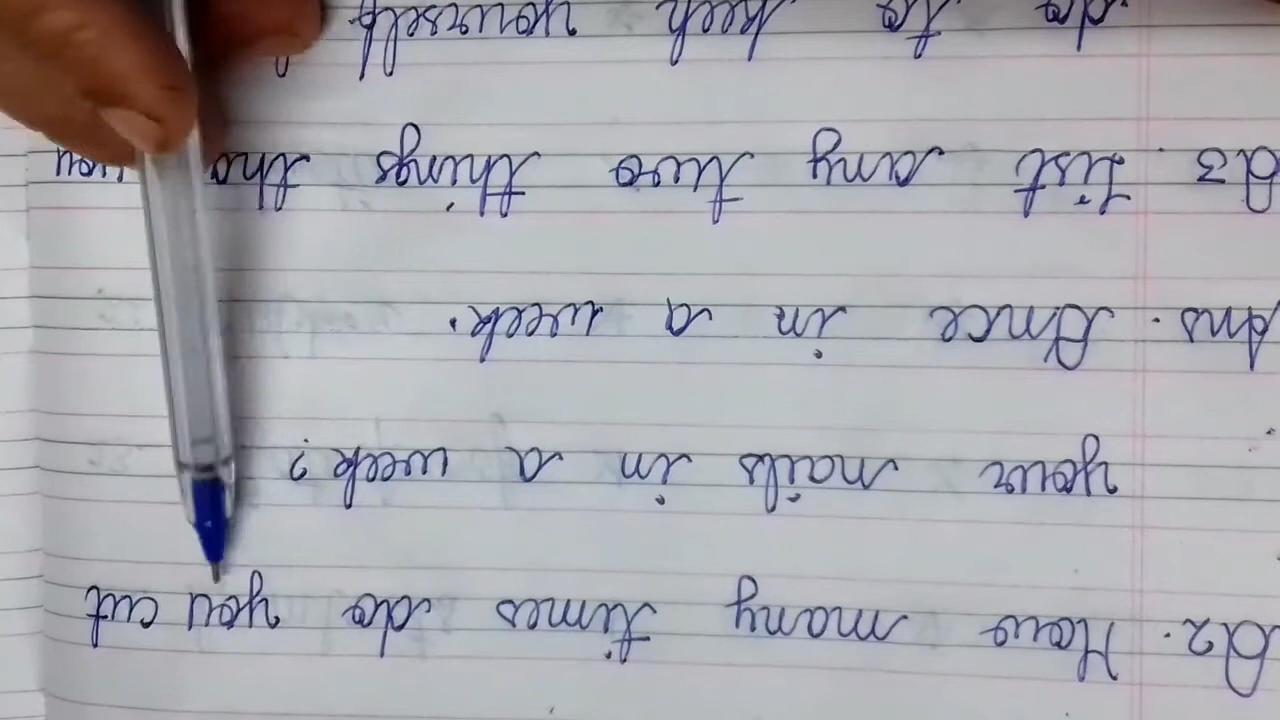 Q2. How many times do you cut
your nails in a week?
Ans. Once in a week.
Q3. List any two things you
do to keep yourself